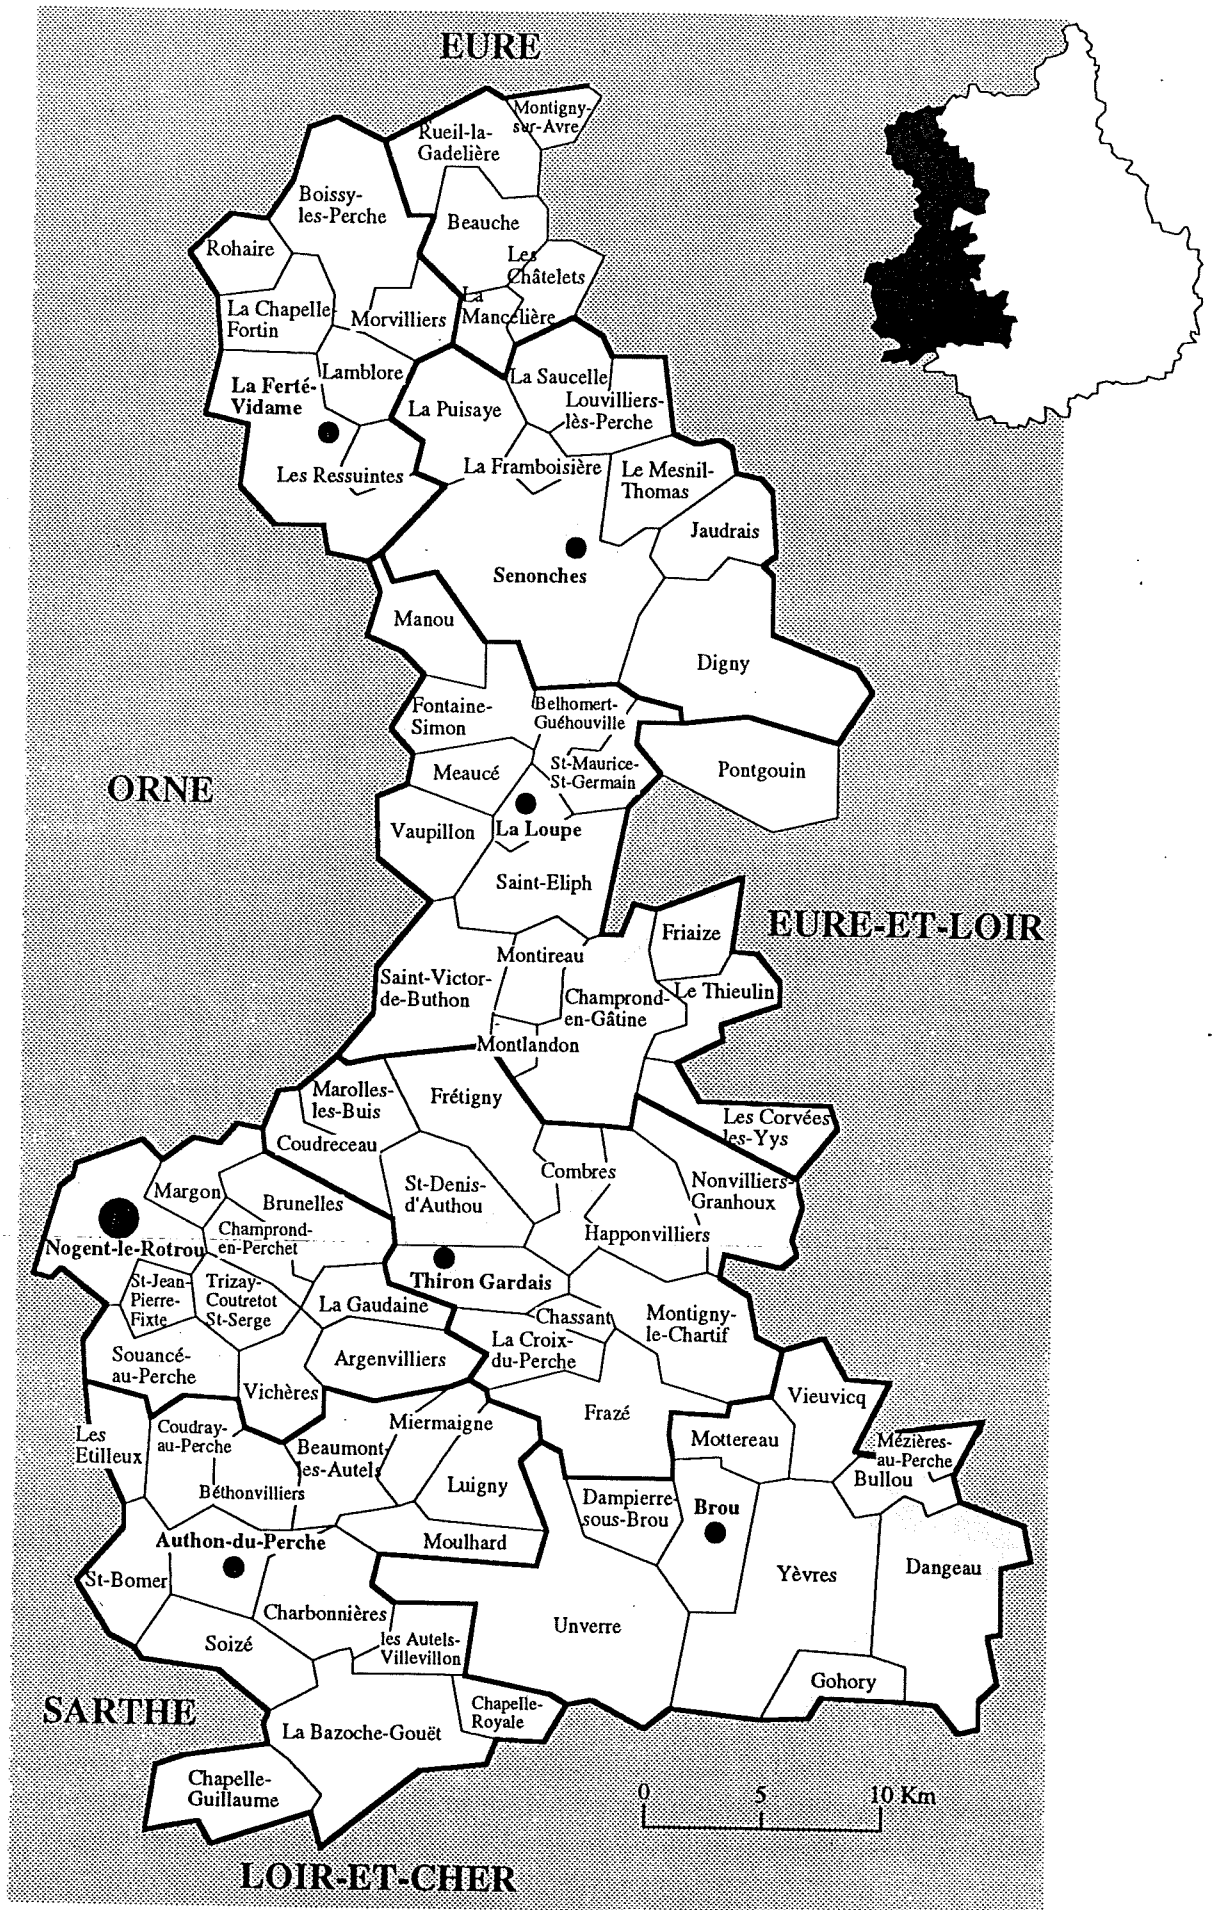 EURE
Montigny-
sur-Avre
Rueil-la-
Gadelière
Boissy-
les-Perche
Beauche
Rohaire
Les
Châtelets
La Chapelle
Fortin
Morvilliers
La
Mancelière
Lamblore
La Ferté-
Vidame
La Saucelle
La Puisaye
Louvilliers-
lès-Perche
Les Ressuintes
La Framboisière
Le Mesnil-
Thomas
Jaudrais
Senonches
Manou
Digny
Fontaine-
Simon
Belhomert-
Guéhouville
Meaucé
St-Maurice-
St-Germain
Pontgouin
ORNE
Vaupillon
La Loupe
Saint-Eliph
EURE-ET-LOIR
Friaize
Montireau
Saint-Victor-
de-Buthon
Champrond-
en-Gâtine
Le Thieulin
Montlandon
Marolles-
les-Buis
Frétigny
Les Corvées
les-Yys
Coudreceau
Combres
Margon
Brunelles
St-Denis-
d'Authou
Nonvilliers-
Granhoux
Nogent-le-Rotrou
Champrond-
en-Perchet
Happonvilliers
St-Jean-
Pierre-
Fixte
Trizay-
Coutretot
St-Serge
Thiron Gardais
La Gaudaine
Chassant
Montigny-
le-Chartif
La Croix-
du-Perche
Souancé-
au-Perche
Argenvilliers
Vichères
Vieuvicq
Frazé
Miermaigne
Les
Etilleux
Coudray-
au-Perche
Beaumont-
les-Autels
Mottereau
Mézières-
au-Perche
Bullou
Béthonvilliers
Luigny
Dampierre-
sous-Brou
Brou
Authon-du-Perche
Moulhard
St-Bomer
Yèvres
Dangeau
Charbonnières
Unverre
Soizé
les Autels-
Villevillon
Gohory
SARTHE
La Bazoche-Gouët
Chapelle-
Royale
Chapelle-
Guillaume
0 5 10 Km
LOIR-ET-CHER